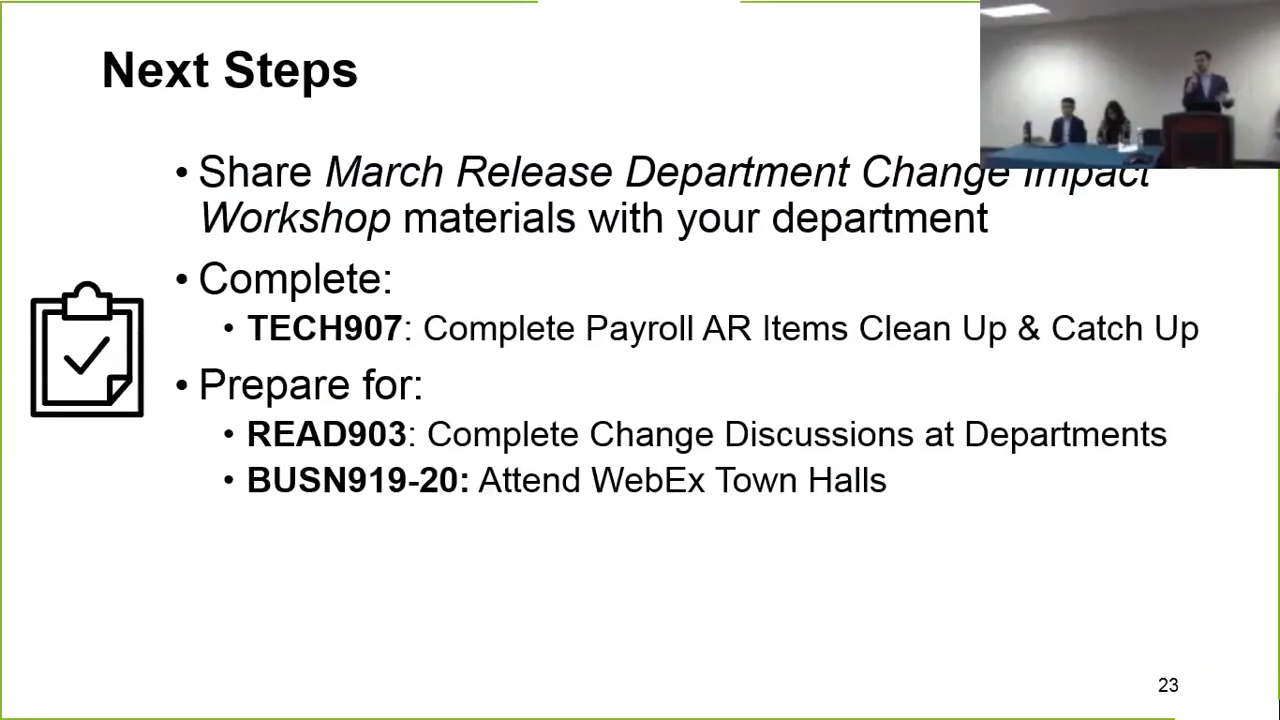 Next Steps
• Share March Release Department Change Impact
Workshop materials with your department
• Complete:
• TECH907: Complete Payroll AR Items Clean Up & Catch Up
• Prepare for:
• READ903: Complete Change Discussions at Departments
• BUSN919-20: Attend WebEx Town Halls
23